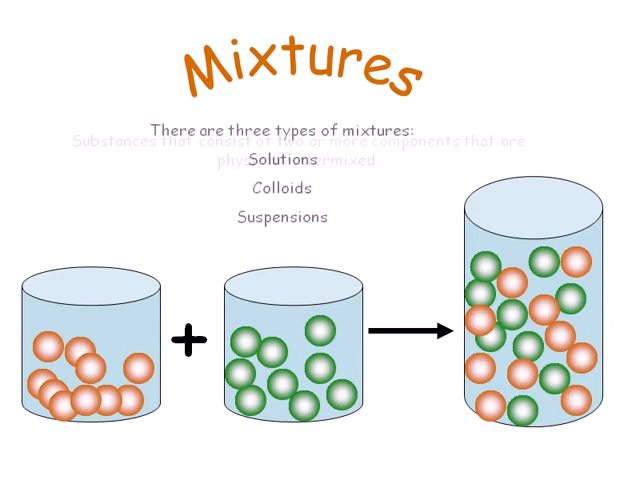 Mixtures
There are three types of mixtures:
Substances that consist of two or more components that are
Solutions
Colloids
Suspensions